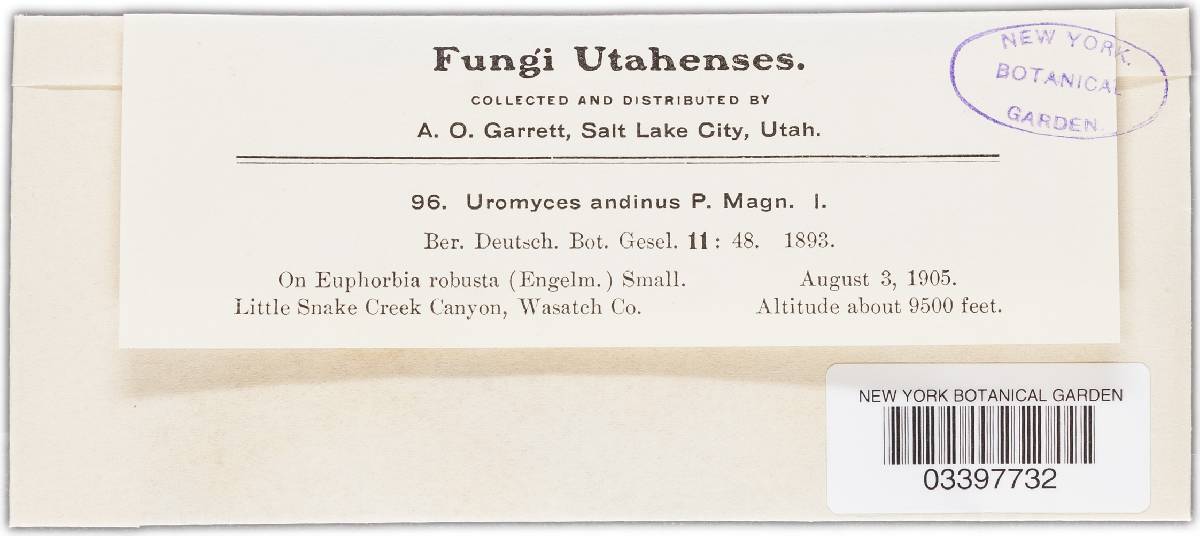 Fungi Utahenses.
COLLECTED AND DISTRIBUTED BY
A. O. Garrett, Salt Lake City, Utah.
NEW YORK.
BOTANICAL
GARDEN.
96. Uromyces andinus P. Magn. I.
Ber. Deutsch. Bot. Gesel. 11: 48. 1893.
On Euphorbia robusta (Engelm.) Small. August 3, 1905.
Little Snake Creek Canyon, Wasatch Co. Altitude about 9500 feet.
NEW YORK BOTANICAL GARDEN
03397732